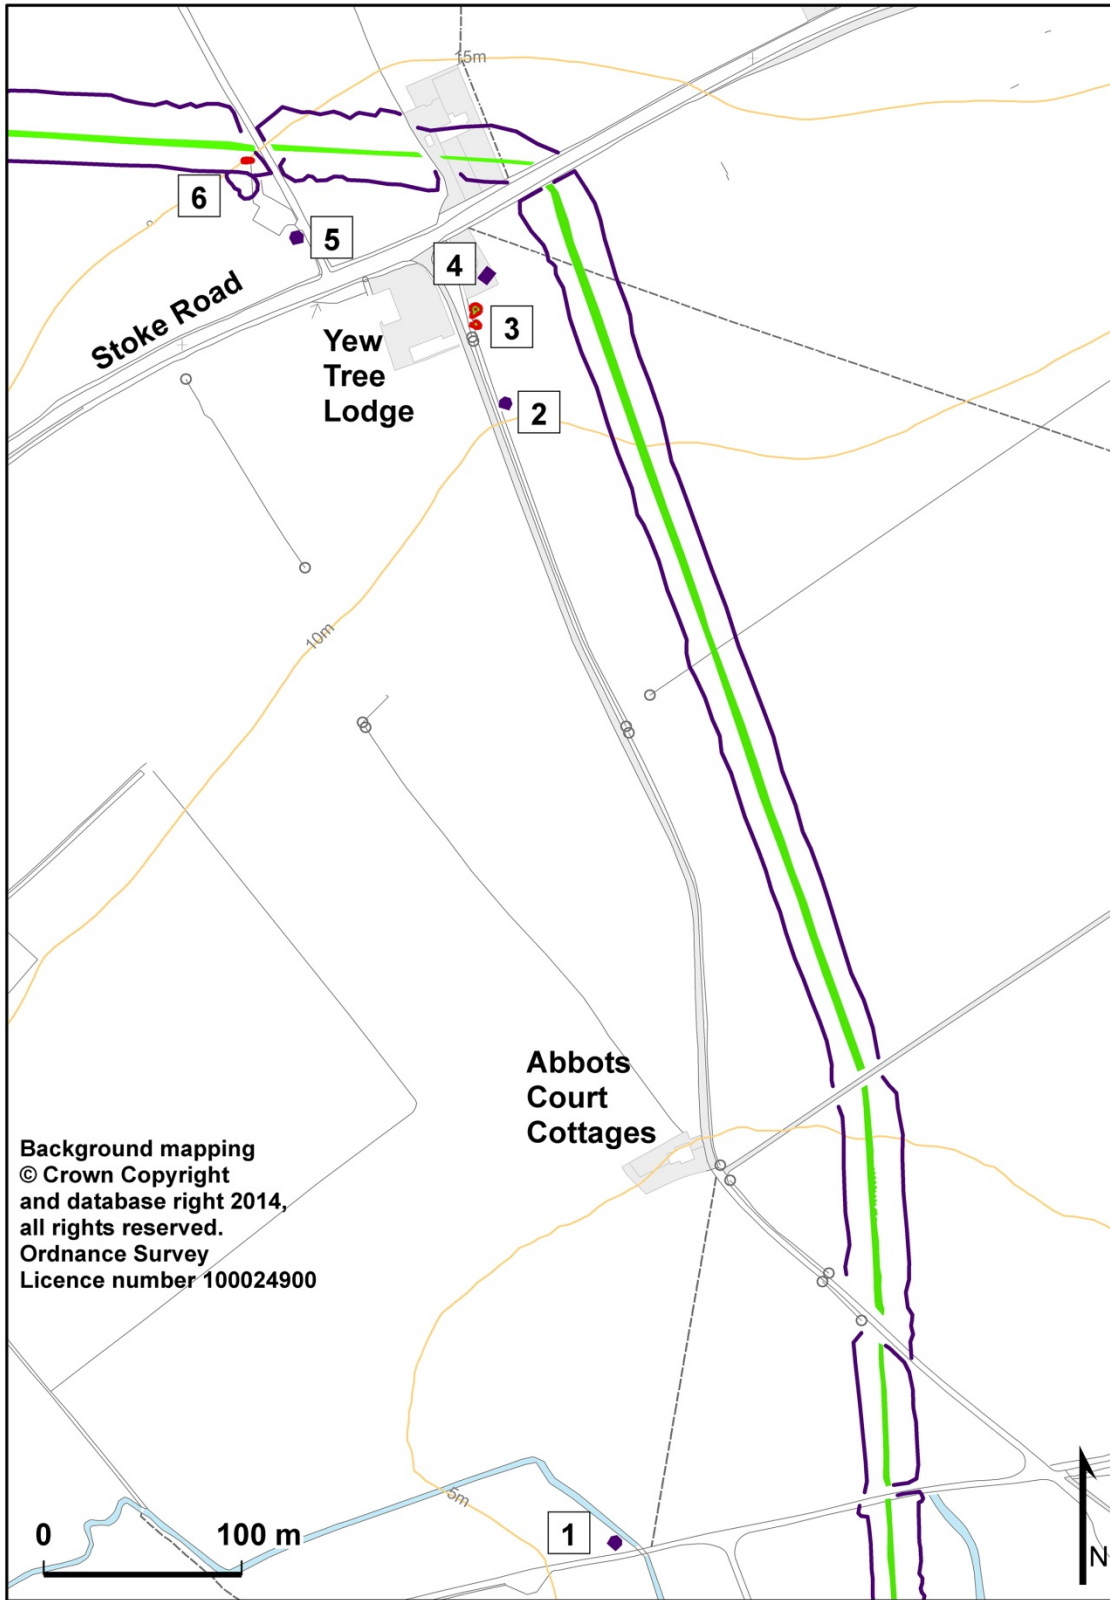 15m
6
5
4
Stoke Road
3
Yew
Tree
Lodge
2
10m
Abbots
Court
Cottages
Background mapping
© Crown Copyright
and database right 2014,
all rights reserved.
Ordnance Survey
Licence number 100024900
5m
0 100 m
1
N